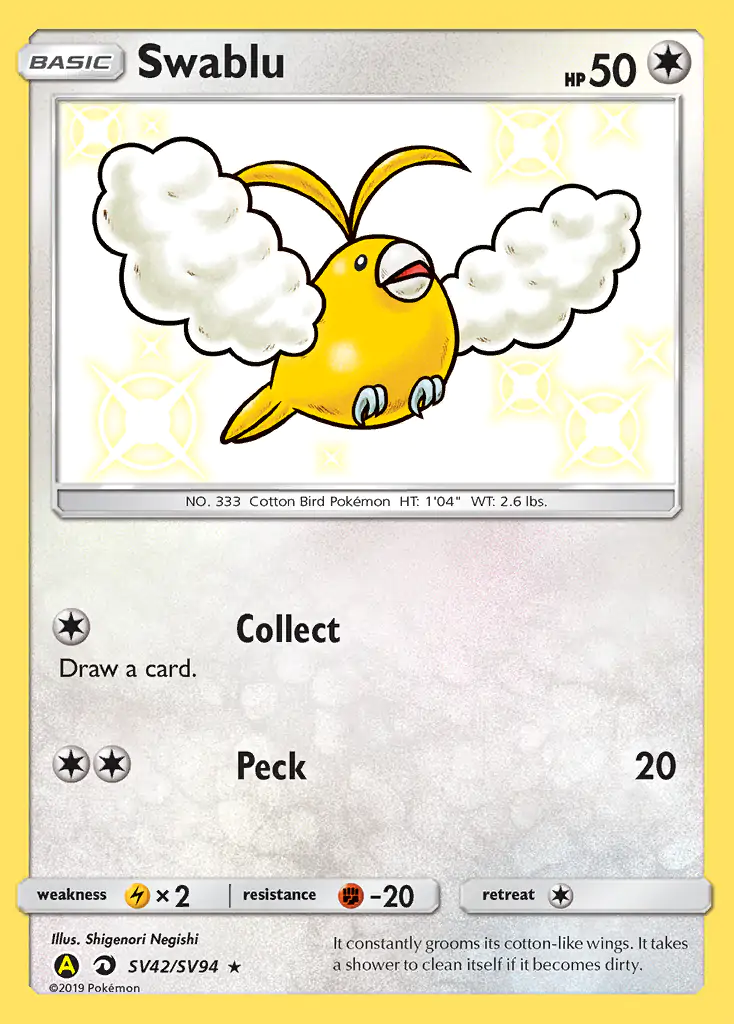 BASIC Swablu HP 50
NO. 333 Cotton Bird Pokémon HT: 1'04" WT: 2.6 lbs.
Collect
Draw a card.
Peck 20
weakness ×2 resistance -20 retreat
Illus. Shigenori Negishi
It constantly grooms its cotton-like wings. It takes
a shower to clean itself if it becomes dirty.
A SV42/SV94
©2019 Pokémon